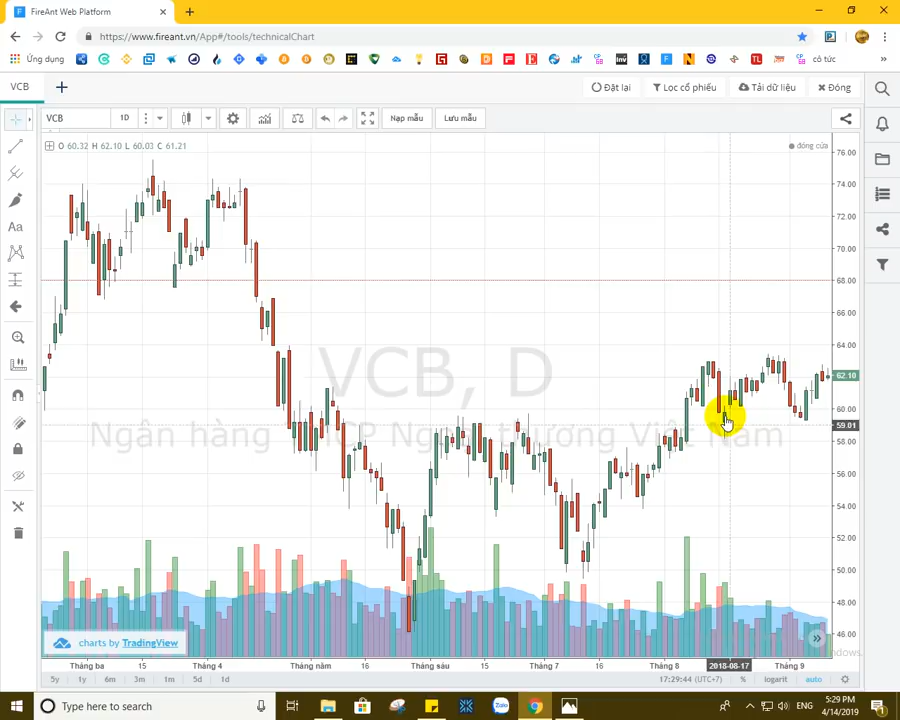 FireAnt Web Platform
https://www.fireant.vn/App#/tools/technicalChart
Ứng dụng
cổ tức
VCB
Đặt lại
Lọc cổ phiếu
Tải dữ liệu
Đóng
VCB
1D
Nạp mẫu
Lưu mẫu
O 60.32 H 62.10 L 60.03 C 61.21
đóng cửa
76.00
74.00
72.00
70.00
68.00
66.00
64.00
62.10
60.00
59.01
58.00
56.00
54.00
52.00
50.00
48.00
46.00
VCB, D
Ngân hàng
charts by TradingView
Tháng ba
15
Tháng 4
Tháng năm
16
Tháng sáu
15
Tháng 7
16
Tháng 8
2018-08-17
Tháng 9
5y
1y
6m
3m
1m
5d
1d
17:29:44 (UTC+7)
%
logarit
auto
Type here to search
ENG
5:29 PM
4/14/2019